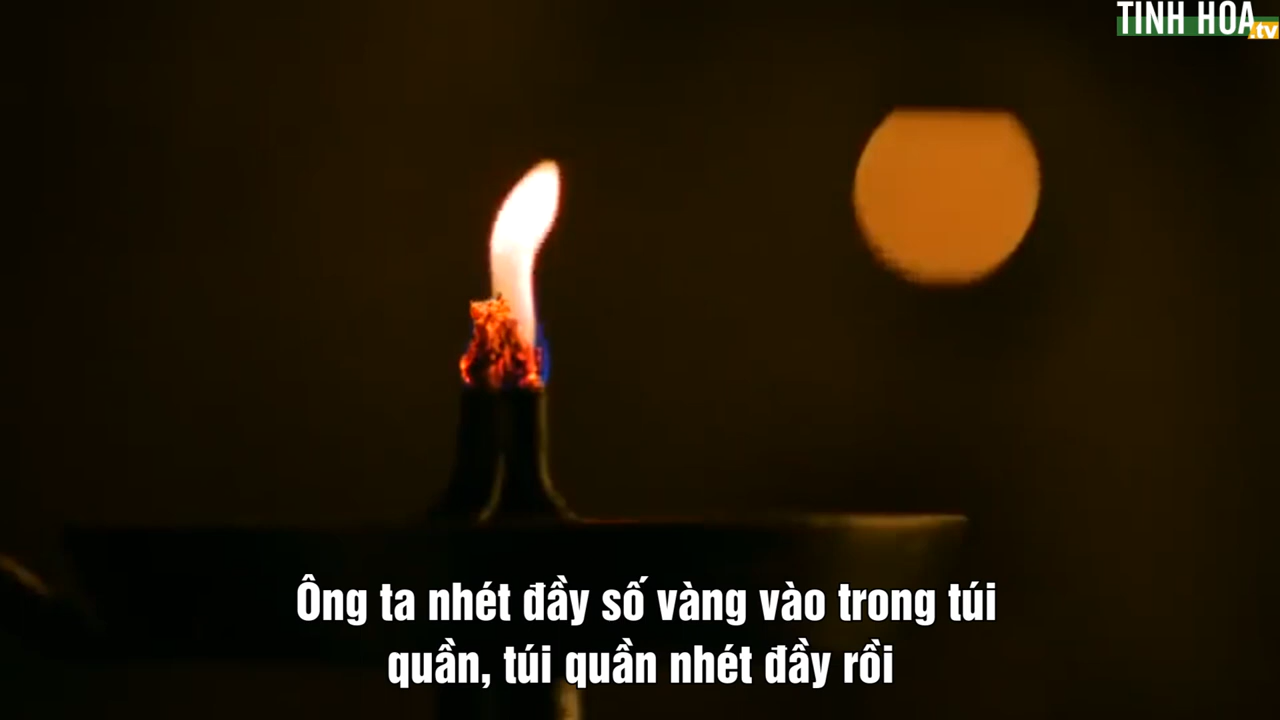 TINH HOA
.tv
Ông ta nhét đầy số vàng vào trong túi
quần, túi quần nhét đầy rồi